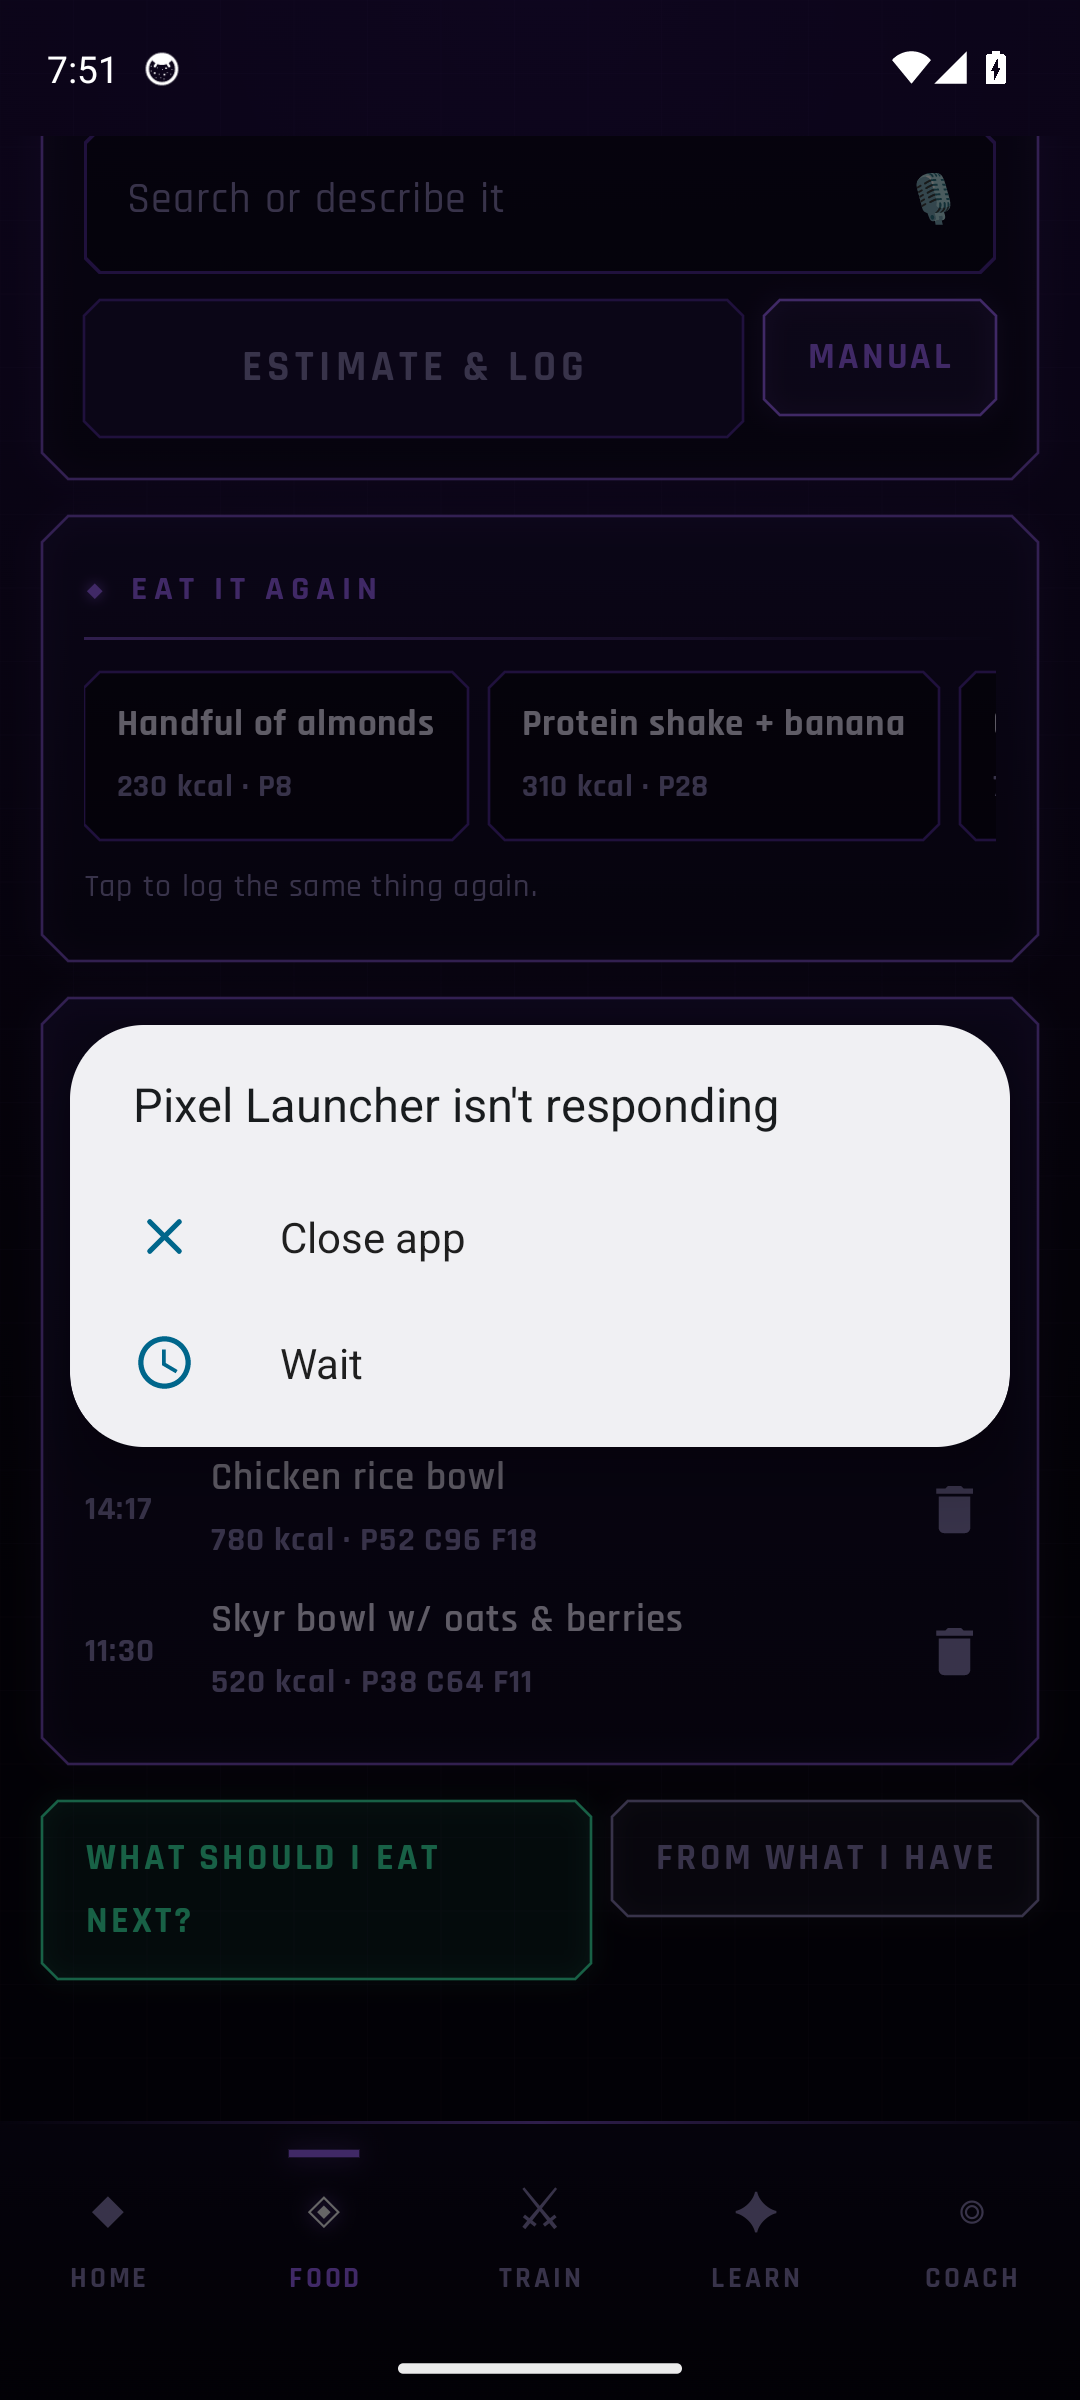 7:51
Search or describe it
ESTIMATE & LOG
MANUAL
EAT IT AGAIN
Handful of almonds
230 kcal · P8
Protein shake + banana
310 kcal · P28
Tap to log the same thing again.
Pixel Launcher isn't responding
Close app
Wait
Chicken rice bowl
14:17
780 kcal · P52 C96 F18
Skyr bowl w/ oats & berries
11:30
520 kcal · P38 C64 F11
WHAT SHOULD I EAT
NEXT?
FROM WHAT I HAVE
HOME
FOOD
TRAIN
LEARN
COACH